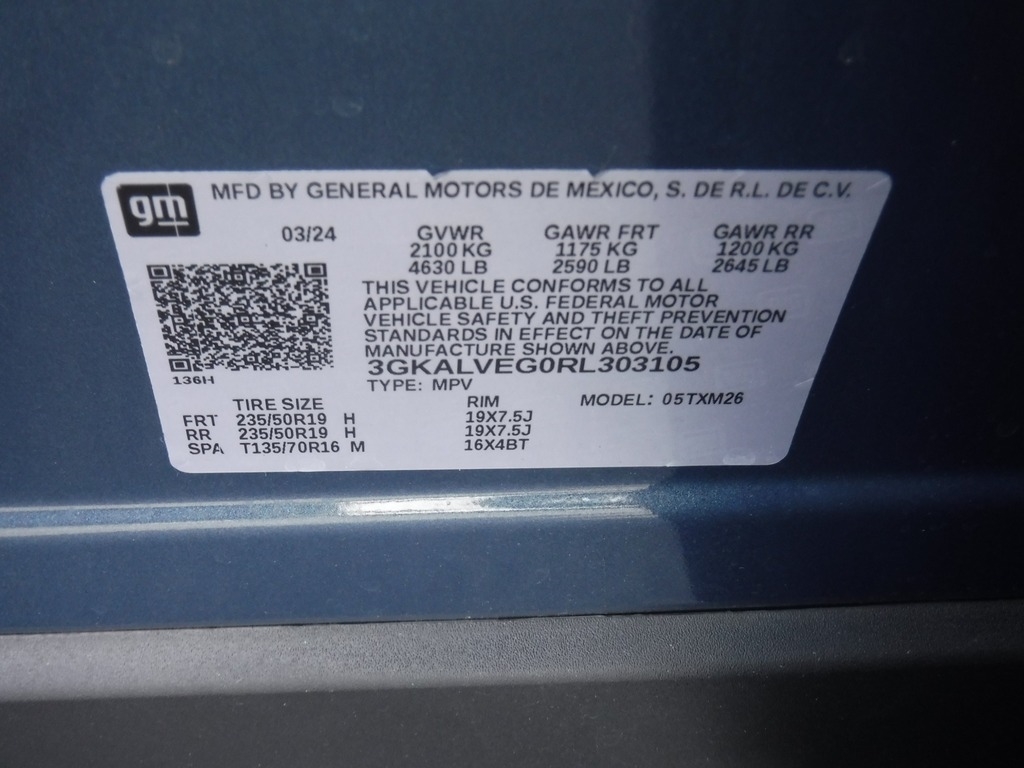 gm
MFD BY GENERAL MOTORS DE MEXICO, S. DE R.L. DE C.V.
03/24 GVWR GAWR FRT GAWR RR
2100 KG 1175 KG 1200 KG
4630 LB 2590 LB 2645 LB
THIS VEHICLE CONFORMS TO ALL
APPLICABLE U.S. FEDERAL MOTOR
VEHICLE SAFETY AND THEFT PREVENTION
STANDARDS IN EFFECT ON THE DATE OF
MANUFACTURE SHOWN ABOVE.
3GKALVEG0RL303105
136H
TYPE: MPV
TIRE SIZE RIM MODEL: 05TXM26
FRT 235/50R19 H 19X7.5J
RR 235/50R19 H 19X7.5J
SPA T135/70R16 M 16X4BT